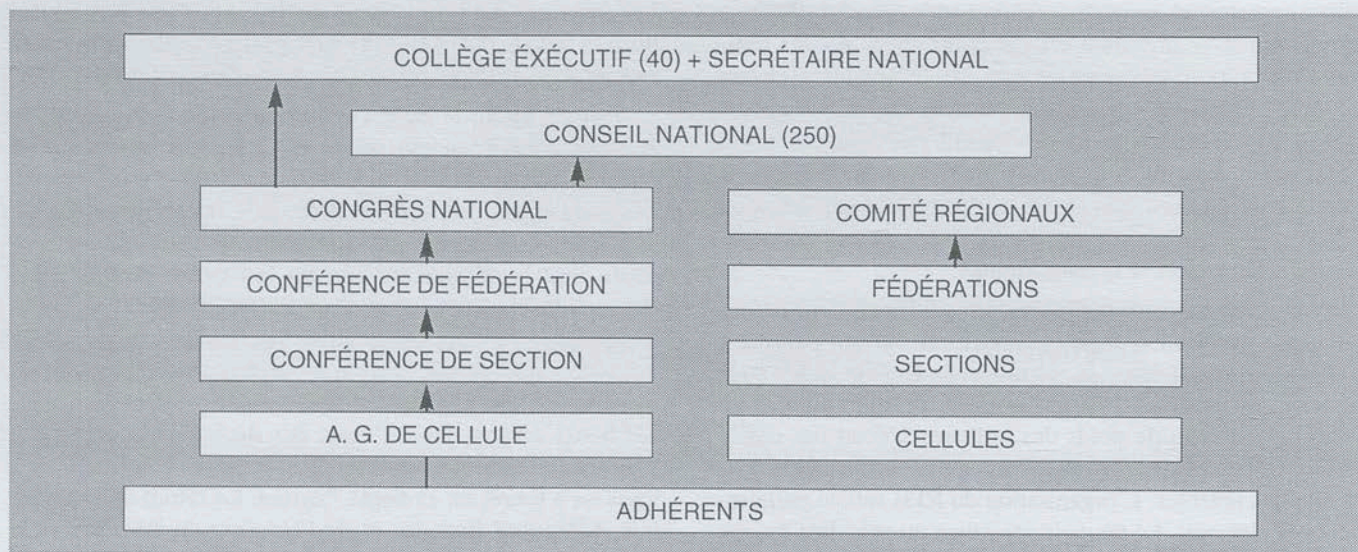 COLLÈGE ÉXÉCUTIF (40) + SECRÉTAIRE NATIONAL
CONSEIL NATIONAL (250)
CONGRÈS NATIONAL
COMITÉ RÉGIONAUX
CONFÉRENCE DE FÉDÉRATION
FÉDÉRATIONS
CONFÉRENCE DE SECTION
SECTIONS
A. G. DE CELLULE
CELLULES
ADHÉRENTS